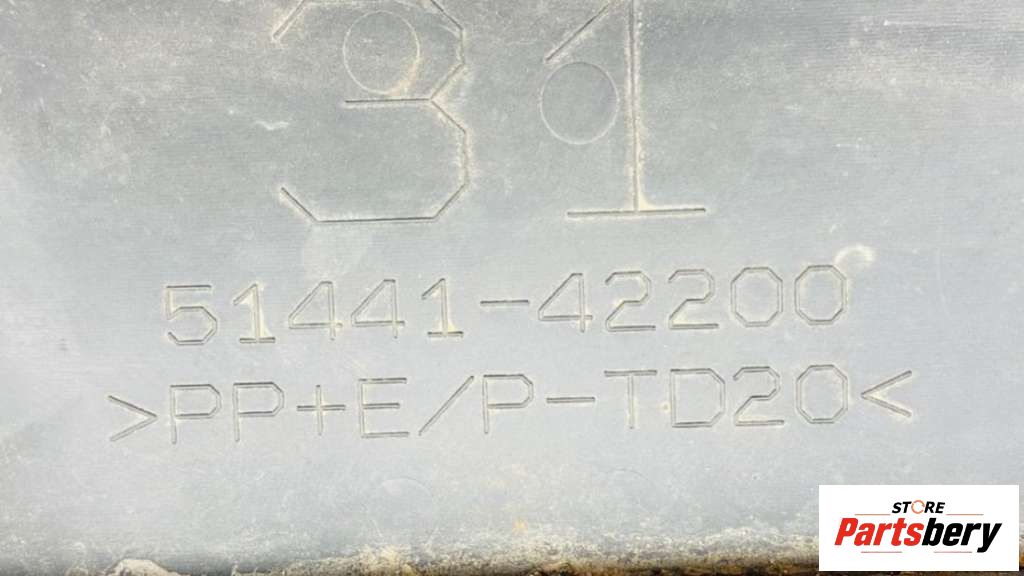 31
51441-42200
>PP+E/P-TD20<
STORE
Partsbery